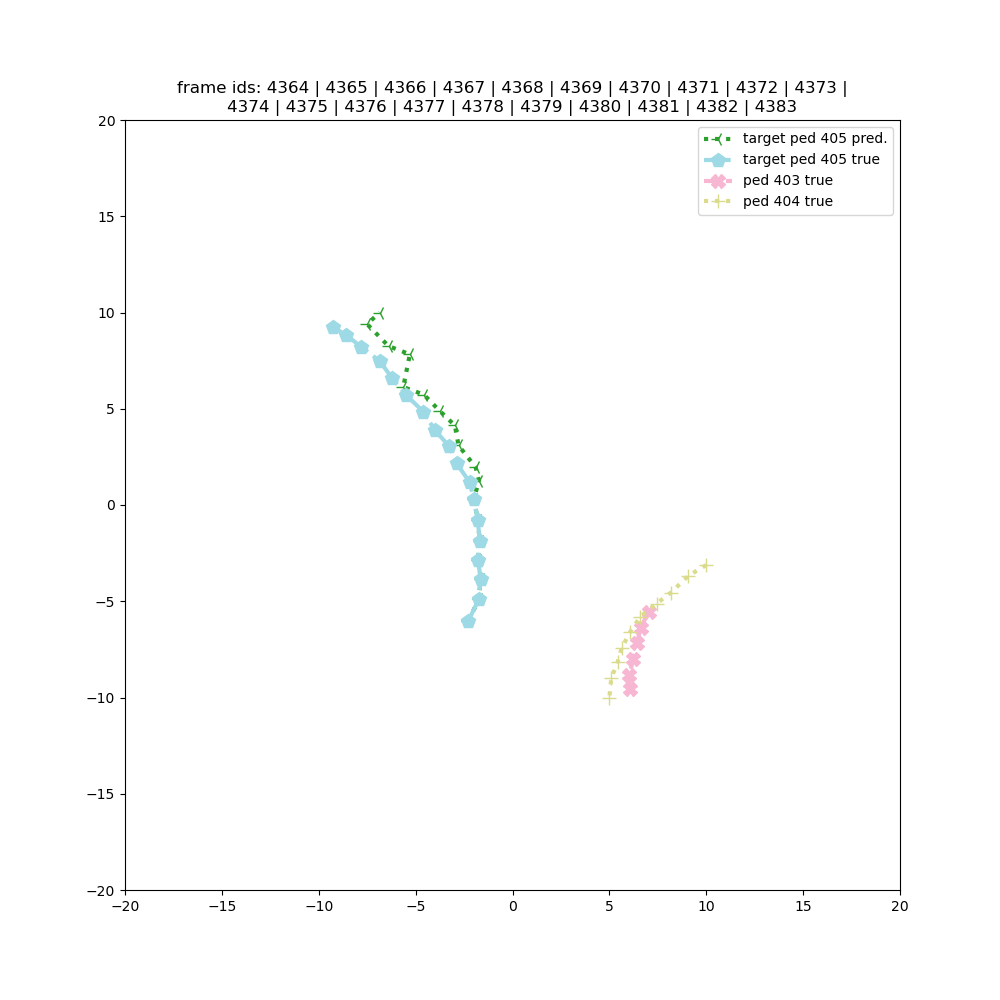 frame ids: 4364 | 4365 | 4366 | 4367 | 4368 | 4369 | 4370 | 4371 | 4372 | 4373 |
4374 | 4375 | 4376 | 4377 | 4378 | 4379 | 4380 | 4381 | 4382 | 4383
target ped 405 pred.
target ped 405 true
ped 403 true
ped 404 true
20
15
10
5
0
−5
−10
−15
−20
−20 −15 −10 −5 0 5 10 15 20